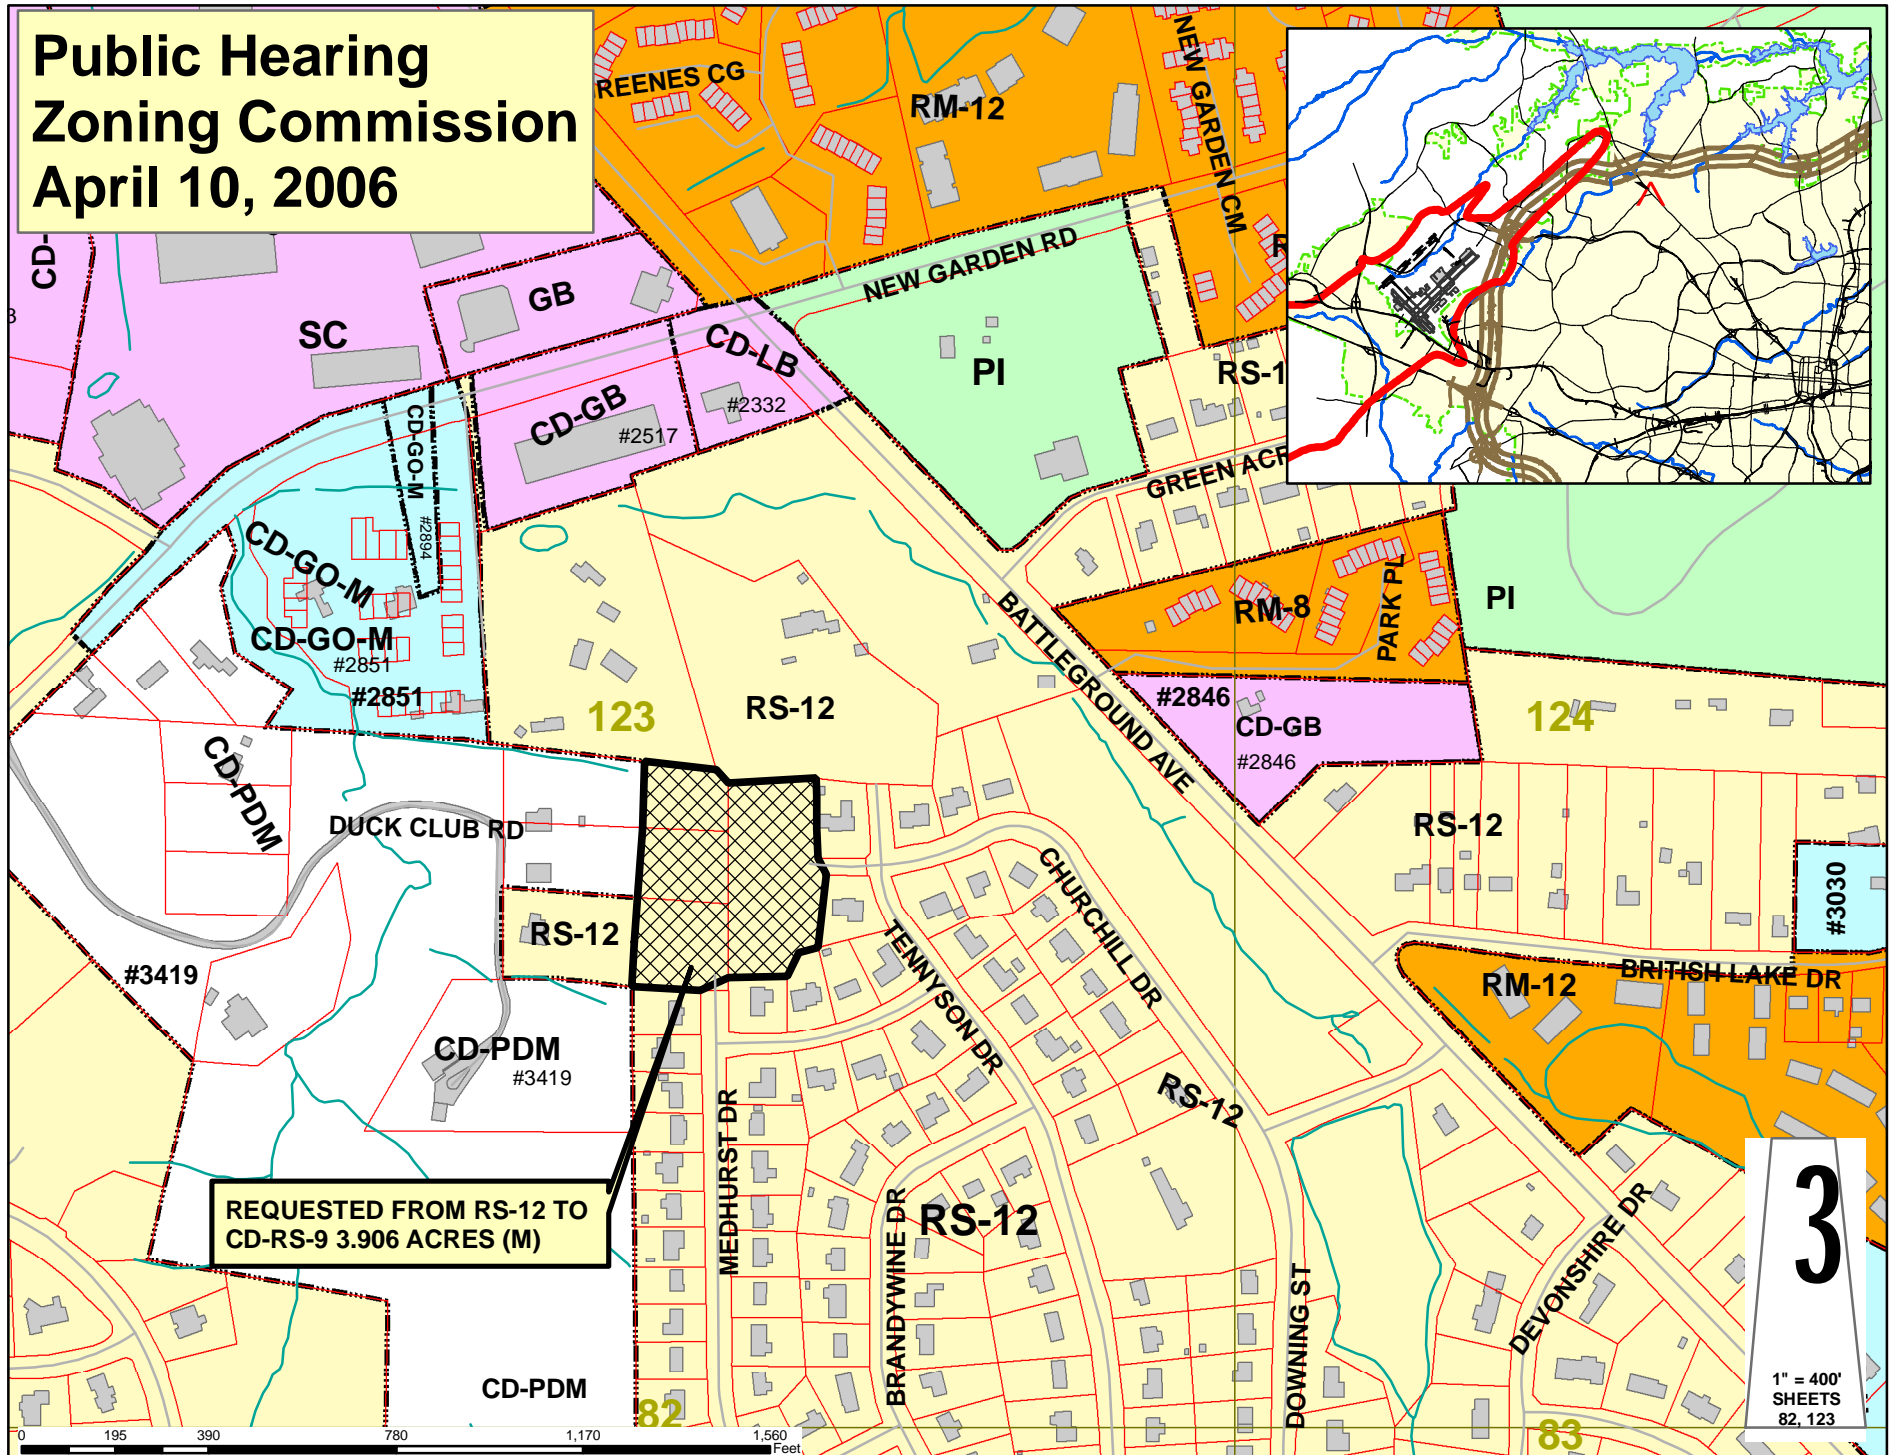 Public Hearing
Zoning Commission
April 10, 2006
REENES CG
RM-12
NEW GARDEN CM
CD-
GB
SC
NEW GARDEN RD
CD-LB
#2332
PI
RS-1
CD-GB
#2517
CD-GO-M
#2894
GREEN ACR
CD-GO-M
CD-GO-M
#2851
#2851
BATTLEGROUND AVE
RM-8
PARK PL
PI
123
RS-12
#2846
CD-GB
#2846
124
CD-PDM
DUCK CLUB RD
RS-12
CHURCHILL DR
#3030
RS-12
TENNYSON DR
#3419
RM-12
BRITISH LAKE DR
CD-PDM
#3419
RS-12
MEDHURST DR
REQUESTED FROM RS-12 TO
CD-RS-9 3.906 ACRES (M)
RS-12
BRANDYWINE DR
DOWNING ST
DEVONSHIRE DR
3
1" = 400'
SHEETS
82, 123
CD-PDM
82
83
0 195 390 780 1,170 1,560
Feet